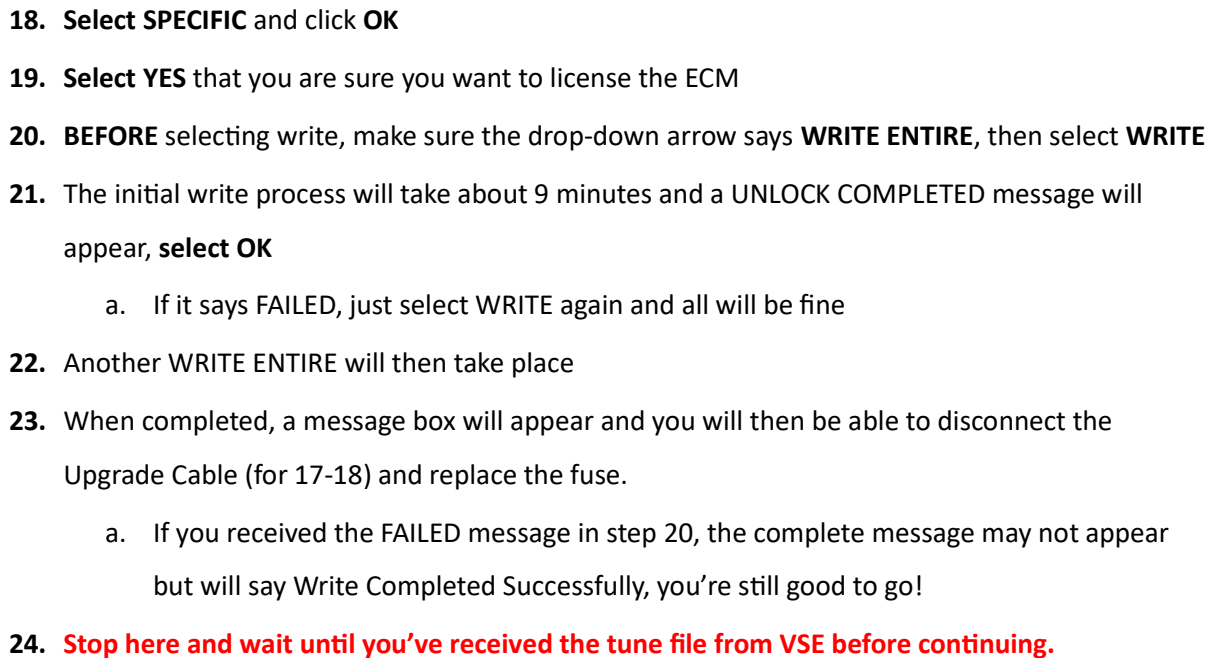 18. Select SPECIFIC and click OK
19. Select YES that you are sure you want to license the ECM
20. BEFORE selecting write, make sure the drop-down arrow says WRITE ENTIRE, then select WRITE
21. The initial write process will take about 9 minutes and a UNLOCK COMPLETED message will
appear, select OK
a. If it says FAILED, just select WRITE again and all will be fine
22. Another WRITE ENTIRE will then take place
23. When completed, a message box will appear and you will then be able to disconnect the
Upgrade Cable (for 17-18) and replace the fuse.
a. If you received the FAILED message in step 20, the complete message may not appear
but will say Write Completed Successfully, you’re still good to go!
24. Stop here and wait until you’ve received the tune file from VSE before continuing.